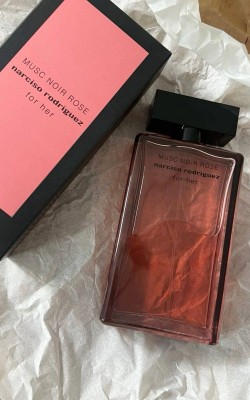 MUSC NOIR ROSE
narciso rodriguez
for her
MUSC NOIR ROSE
narciso rodriguez
for her